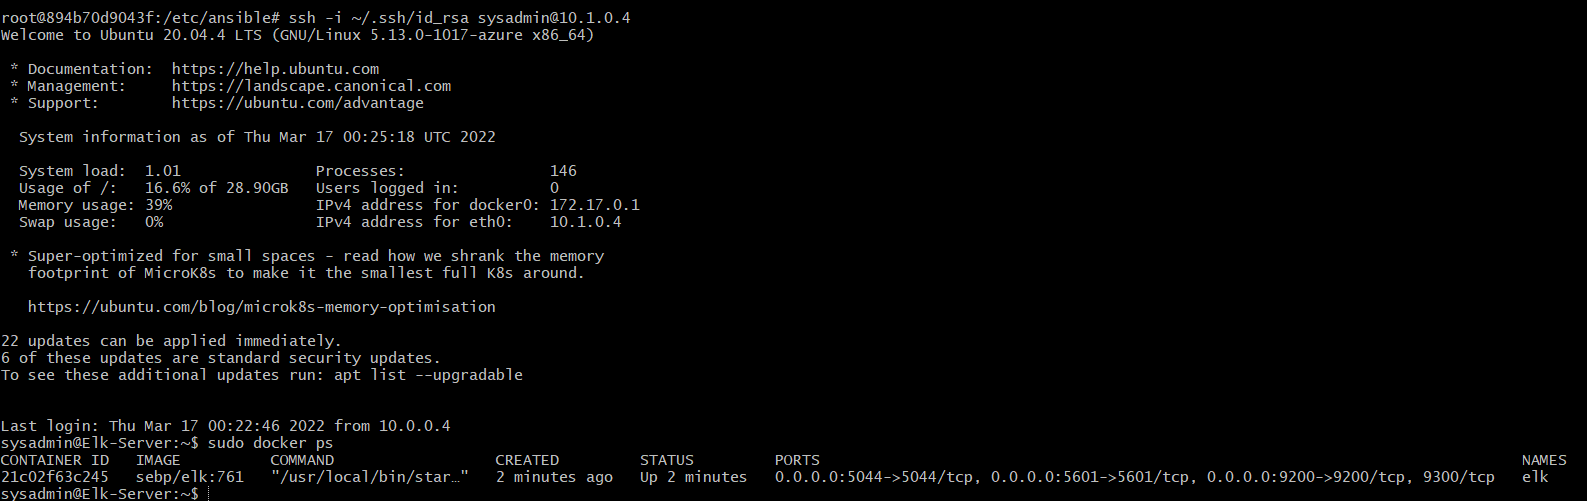 root@894b70d9043f:/etc/ansible# ssh -i ~/.ssh/id_rsa sysadmin@10.1.0.4
Welcome to Ubuntu 20.04.4 LTS (GNU/Linux 5.13.0-1017-azure x86_64)
* Documentation:  https://help.ubuntu.com
* Management:     https://landscape.canonical.com
* Support:        https://ubuntu.com/advantage
System information as of Thu Mar 17 00:25:18 UTC 2022
System load:  1.01               Processes:                146
Usage of /:   16.6% of 28.90GB   Users logged in:          0
Memory usage: 39%                IPv4 address for docker0: 172.17.0.1
Swap usage:   0%                 IPv4 address for eth0:    10.1.0.4
* Super-optimized for small spaces - read how we shrank the memory
footprint of MicroK8s to make it the smallest full K8s around.
https://ubuntu.com/blog/microk8s-memory-optimisation
22 updates can be applied immediately.
6 of these updates are standard security updates.
To see these additional updates run: apt list --upgradable
Last login: Thu Mar 17 00:22:46 2022 from 10.0.0.4
sysadmin@Elk-Server:~$ sudo docker ps
CONTAINER ID   IMAGE          COMMAND                  CREATED         STATUS         PORTS                                                                              NAMES
21c02f63c245   sebp/elk:761   "/usr/local/bin/star…"   2 minutes ago   Up 2 minutes   0.0.0.0:5044->5044/tcp, 0.0.0.0:5601->5601/tcp, 0.0.0.0:9200->9200/tcp, 9300/tcp   elk
sysadmin@Elk-Server:~$